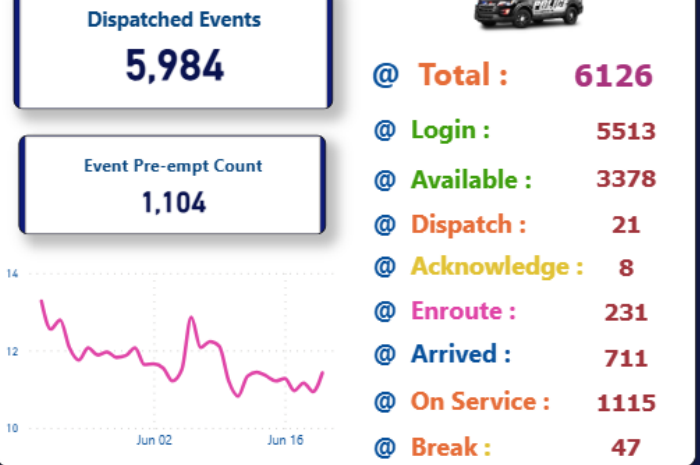 Dispatched Events
5,984
Event Pre-empt Count
1,104
14
12
10
Jun 02
Jun 16
POLICE
@ Total : 6126
@ Login : 5513
@ Available : 3378
@ Dispatch : 21
@ Acknowledge : 8
@ Enroute : 231
@ Arrived : 711
@ On Service : 1115
@ Break : 47